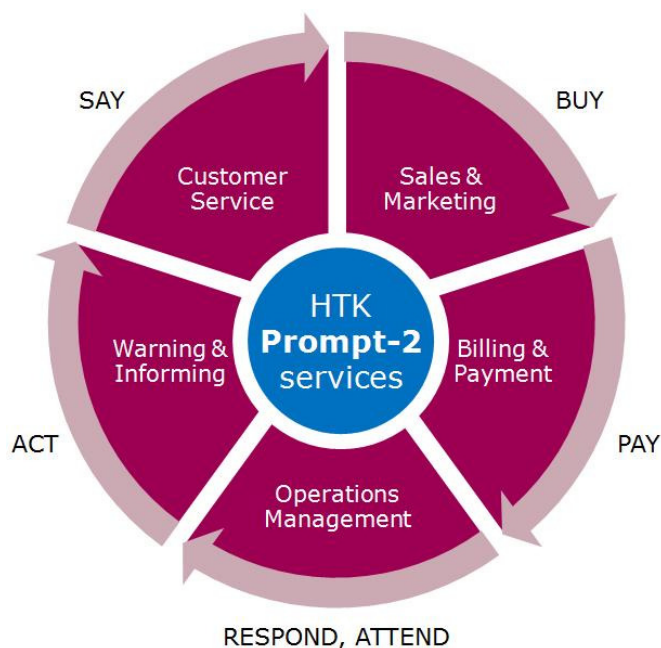 SAY
BUY
Customer
Service
Sales &
Marketing
HTK
Prompt-2
services
Warning &
Informing
Billing &
Payment
ACT
PAY
Operations
Management
RESPOND, ATTEND